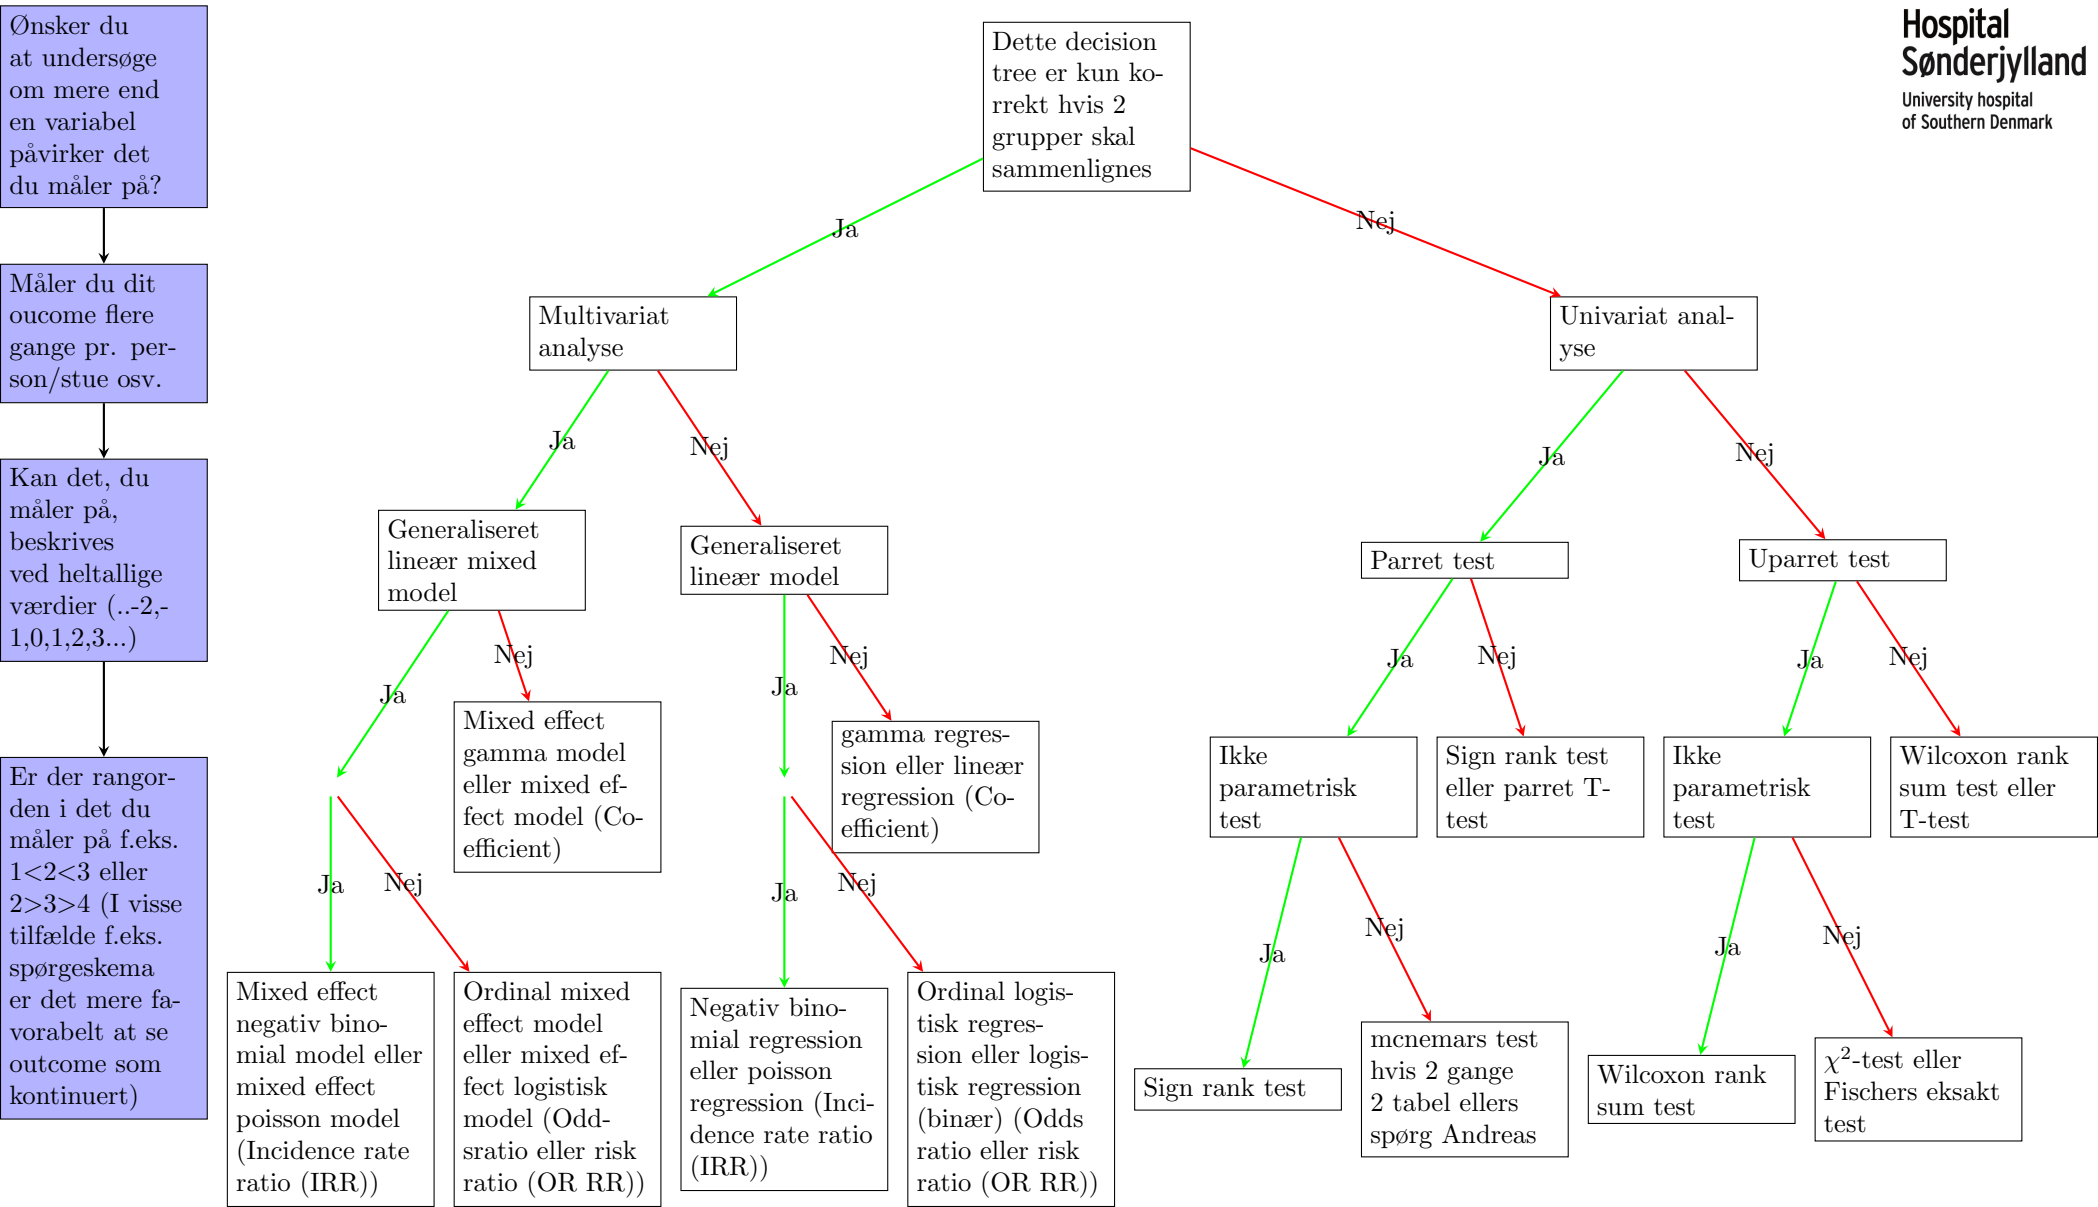 Ønsker du
at undersøge
om mere end
en variabel
påvirker det
du måler på?
Måler du dit
oucome flere
gange pr. per-
son/stue osv.
Kan det, du
måler på,
beskrives
ved heltallige
værdier (..-2,-
1,0,1,2,3...)
Er der rangor-
den i det du
måler på f.eks.
1<2<3 eller
2>3>4 (I visse
tilfælde f.eks.
spørgeskema
er det mere fa-
vorabelt at se
outcome som
kontinuert)
Dette decision
tree er kun ko-
rrekt hvis 2
grupper skal
sammenlignes
Hospital
Sønderjylland
University hospital
of Southern Denmark
Ja
Nej
Multivariat
analyse
Univariat anal-
yse
Ja
Nej
Ja
Nej
Generaliseret
lineær mixed
model
Generaliseret
lineær model
Parret test
Uparret test
Ja
Nej
Ja
Nej
Ja
Nej
Ja
Nej
Mixed effect
gamma model
eller mixed ef-
fect model (Co-
efficient)
gamma regres-
sion eller lineær
regression (Co-
efficient)
Ikke
parametrisk
test
Sign rank test
eller parret T-
test
Ikke
parametrisk
test
Wilcoxon rank
sum test eller
T-test
Ja
Nej
Ja
Nej
Ja
Nej
Ja
Nej
Mixed effect
negativ bino-
mial model eller
mixed effect
poisson model
(Incidence rate
ratio (IRR))
Ordinal mixed
effect model
eller mixed ef-
fect logistisk
model (Odd-
sratio eller risk
ratio (OR RR))
Negativ bino-
mial regression
eller poisson
regression (Inci-
dence rate ratio
(IRR))
Ordinal logis-
tisk regres-
sion eller logis-
tisk regression
(binær) (Odds
ratio eller risk
ratio (OR RR))
Sign rank test
mcnemars test
hvis 2 gange
2 tabel ellers
spørg Andreas
Wilcoxon rank
sum test
χ²-test eller
Fischers eksakt
test